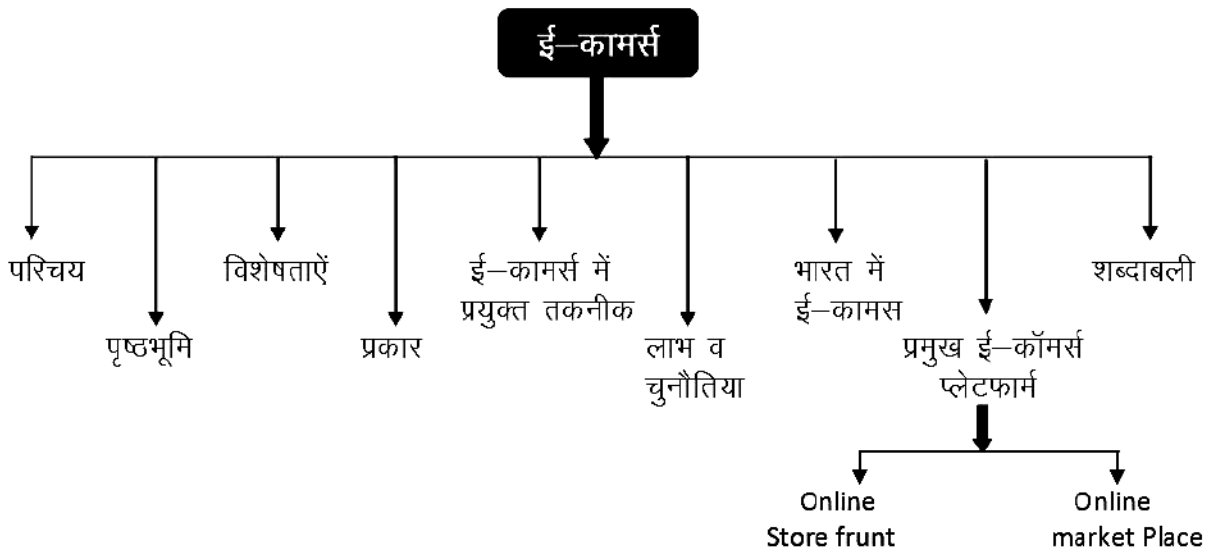 ई–कामर्स
परिचय
पृष्ठभूमि
विशेषताऐं
प्रकार
ई–कामर्स में
प्रयुक्त तकनीक
लाभ व
चुनौतिया
भारत में
ई–कामस
प्रमुख ई–कॉमर्स
प्लेटफार्म
शब्दाबली
Online
Store frunt
Online
market Place